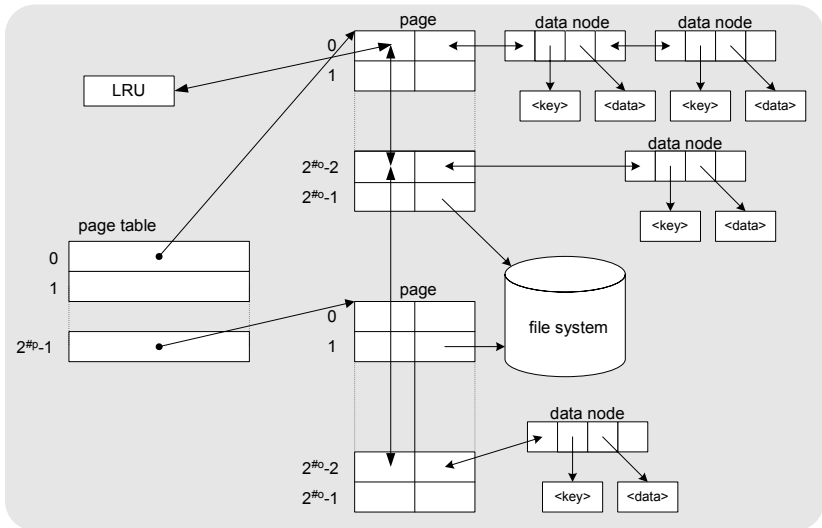 page
data node
data node
0
1
LRU
<key>
<data>
<key>
<data>
data node
2^#o-2
2^#o-1
<key>
<data>
page table
0
1
2^#p-1
page
0
1
file system
data node
2^#o-2
2^#o-1
<key>
<data>